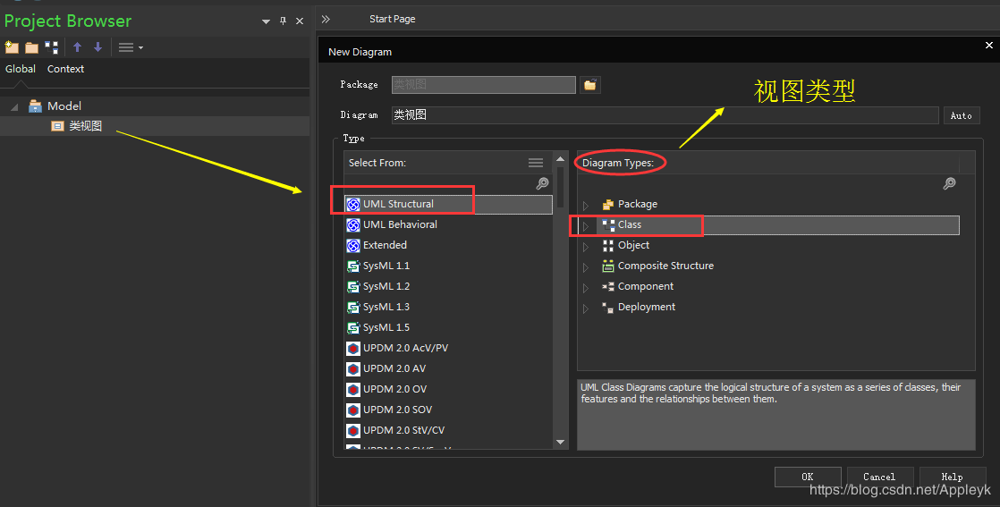 Project Browser
Start Page
Global Context
Model
类视图
New Diagram
Package 类视图
Diagram 类视图 Auto
视图类型
Type
Select From:
UML Structural
UML Behavioral
Extended
SysML 1.1
SysML 1.2
SysML 1.3
SysML 1.5
UPDM 2.0 AcV/PV
UPDM 2.0 AV
UPDM 2.0 OV
UPDM 2.0 SOV
UPDM 2.0 StV/CV
Diagram Types:
Package
Class
Object
Composite Structure
Component
Deployment
UML Class Diagrams capture the logical structure of a system as a series of classes, their
features and the relationships between them.
OK Cancel Help
https://blog.csdn.net/Appleyk